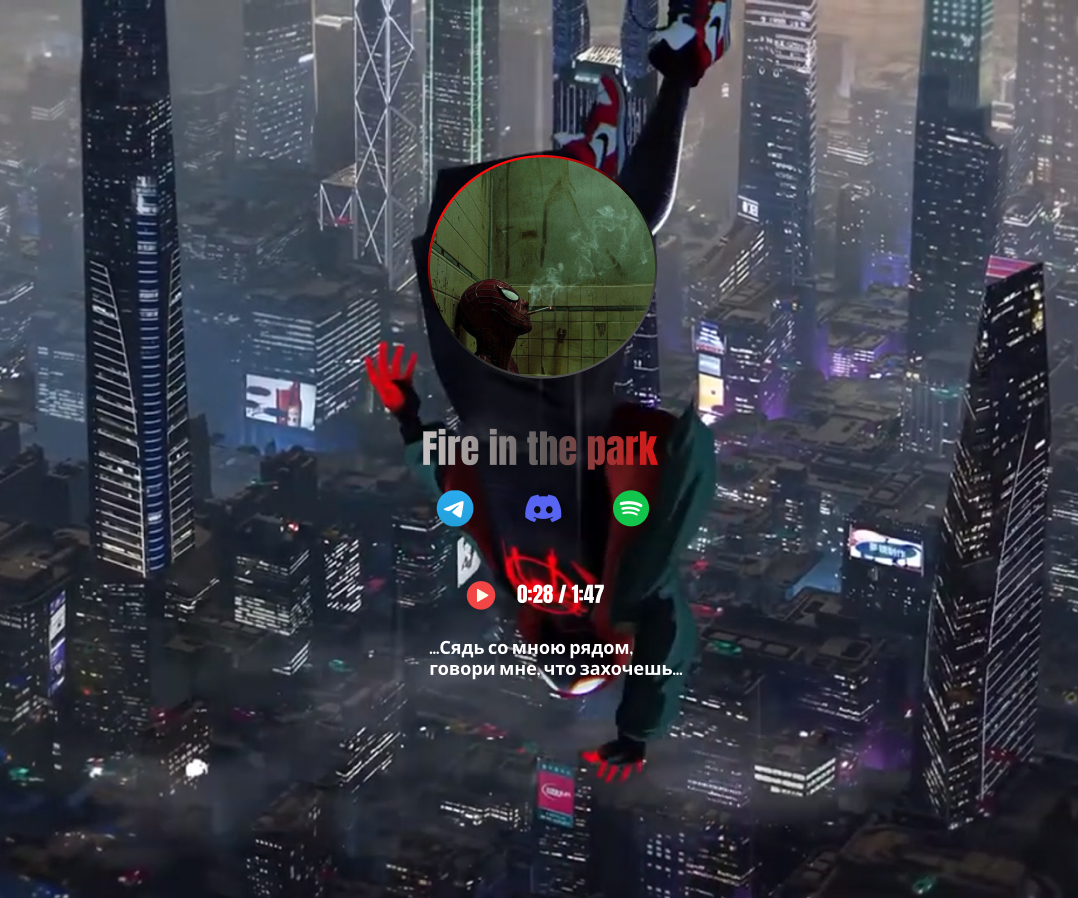 Fire in the park
0:28 / 1:47
...Сядь со мною рядом,
говори мне, что захочешь...